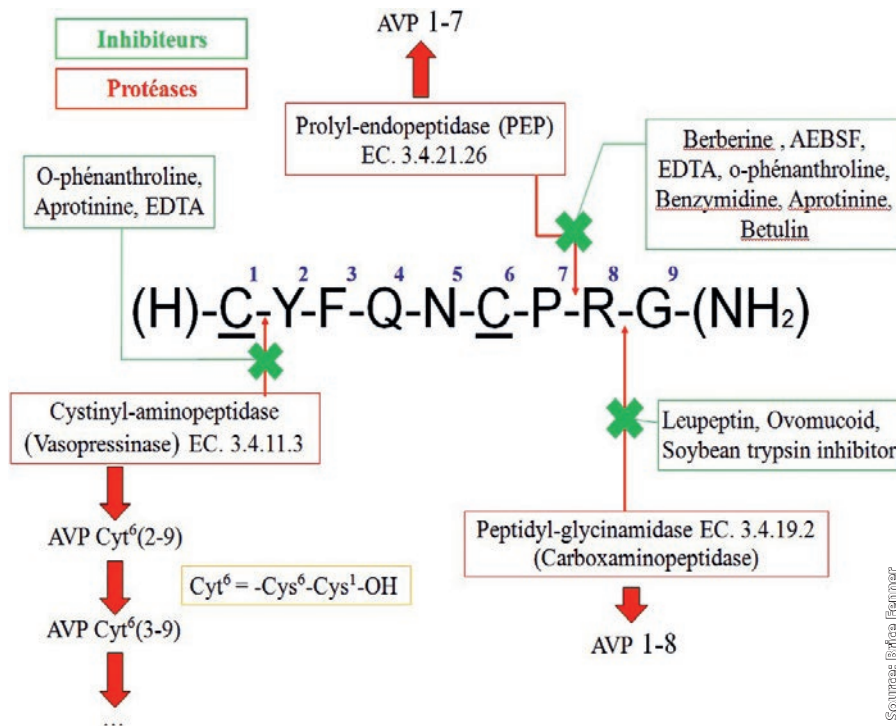 AVP 1-7
Inhibiteurs
Protéases
Prolyl-endopeptidase (PEP)
EC. 3.4.21.26
Berberine , AEBSF,
EDTA, o-phénanthroline,
Benzymidine, Aprotinine,
Betulin
O-phénanthroline,
Aprotinine, EDTA
1 2 3 4 5 6 7 8 9
(H)-C-Y-F-Q-N-C-P-R-G-(NH2)
Cystinyl-aminopeptidase
(Vasopressinase) EC. 3.4.11.3
Leupeptin, Ovomucoid,
Soybean trypsin inhibitor
AVP Cyt⁶(2-9)
Peptidyl-glycinamidase EC. 3.4.19.2
(Carboxaminopeptidase)
Cyt⁶ = -Cys⁶-Cys¹-OH
AVP Cyt⁶(3-9)
AVP 1-8
...
Source: Brice Fenner